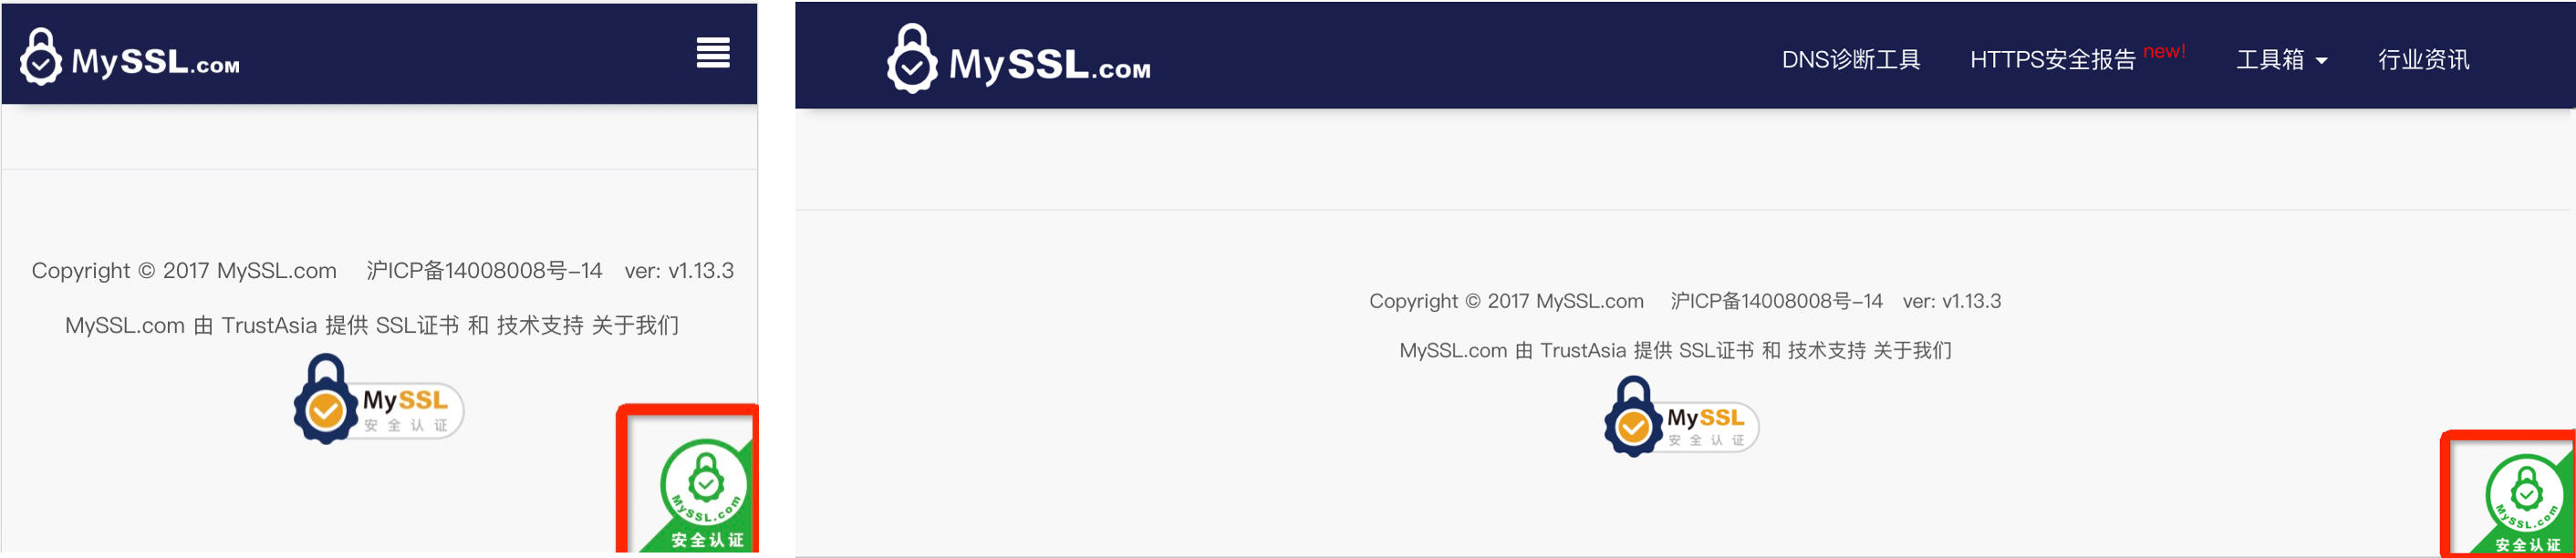 MySSL.COM
Copyright © 2017 MySSL.com 沪ICP备14008008号-14 ver: v1.13.3
MySSL.com 由 TrustAsia 提供 SSL证书 和 技术支持 关于我们
MySSL
安全认证
MySSL.com
安全认证
MySSL.COM
DNS诊断工具 HTTPS安全报告 new! 工具箱 行业资讯
Copyright © 2017 MySSL.com 沪ICP备14008008号-14 ver: v1.13.3
MySSL.com 由 TrustAsia 提供 SSL证书 和 技术支持 关于我们
MySSL
安全认证
MySSL.com
安全认证